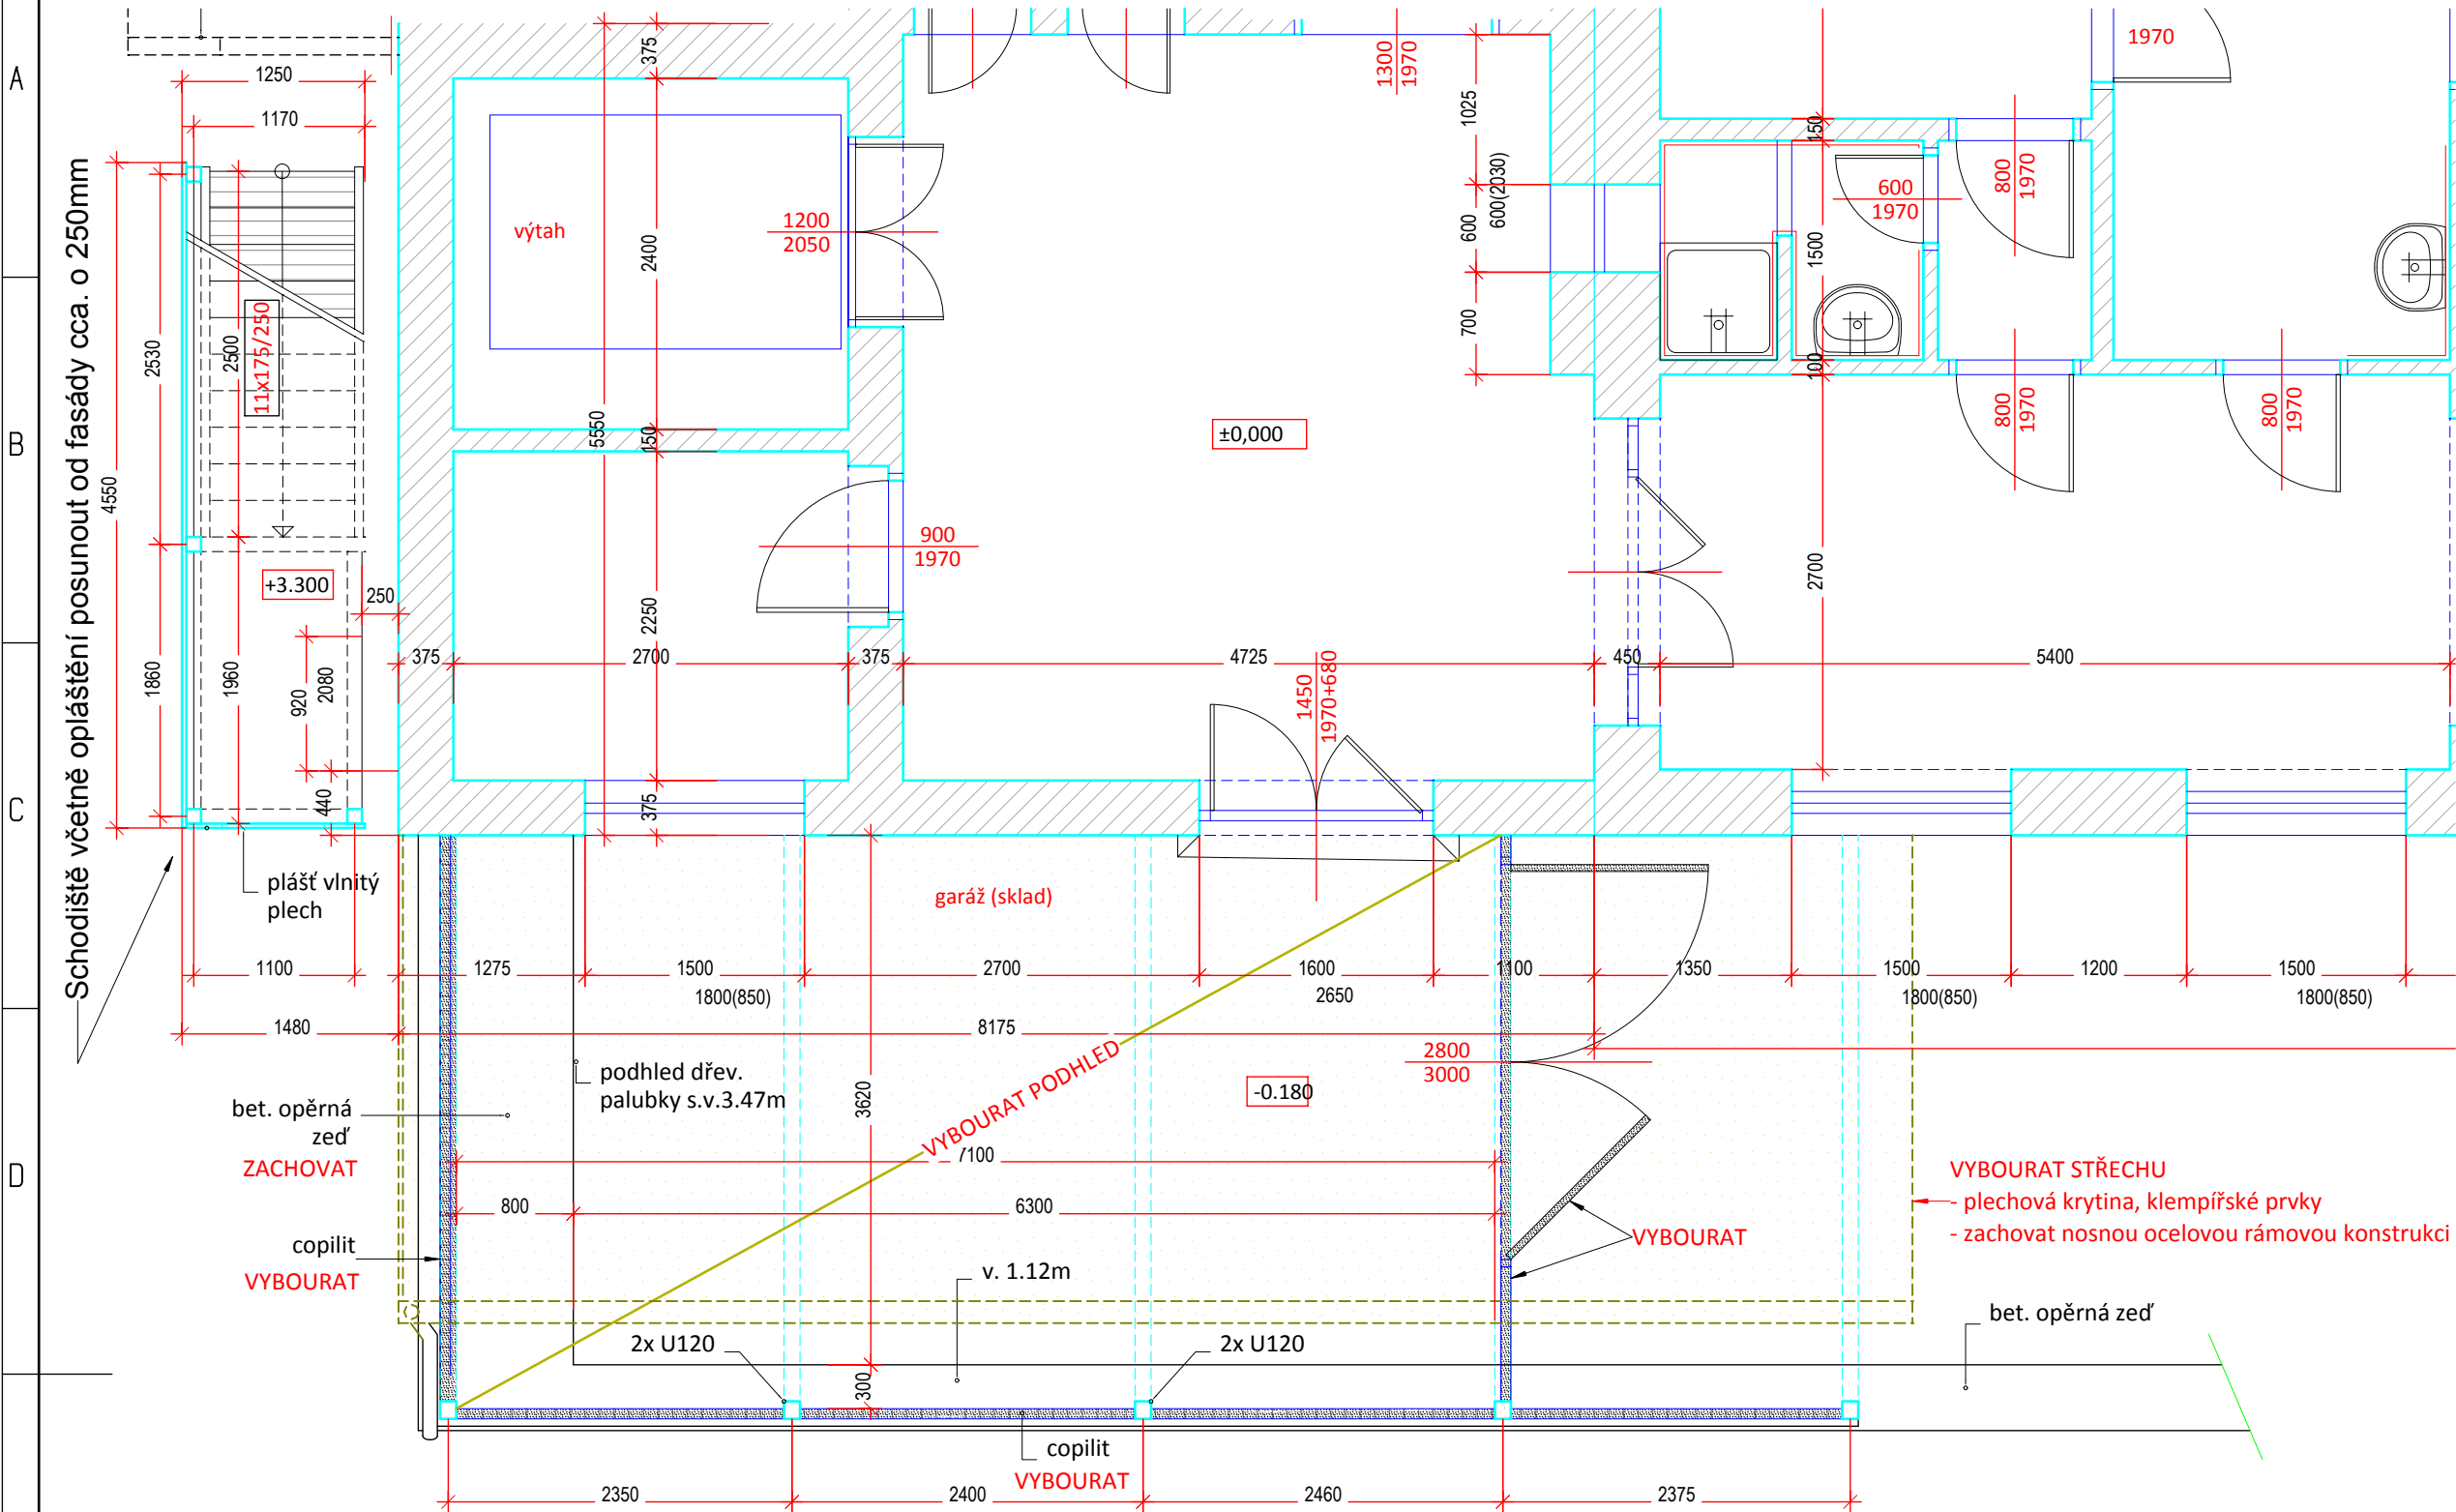 A
B
C
D
Schodiště včetně opláštění posunout od fasády cca. o 250mm
1250
1170
4550
2530
2500
11x175/250
1860
1960
+3.300
250
920
2080
440
plášť vlnitý
plech
1100
1480
375
2400
5550
150
2250
375
výtah
1200
2050
900
1970
375
2700
375
4725
450
5400
±0,000
1300
1970
1025
600
600(2030)
700
1450
1970+680
150
1500
100
2700
600
1970
800
1970
1970
800
1970
800
1970
garáž (sklad)
1275
1500
1800(850)
2700
1600
2650
1100
1350
1500
1800(850)
1200
1500
1800(850)
8175
podhled dřev.
palubky s.v.3.47m
3620
VYBOURAT PODHLED
-0.180
2800
3000
bet. opěrná
zeď
ZACHOVAT
7100
800
6300
copilit
VYBOURAT
v. 1.12m
VYBOURAT
VYBOURAT STŘECHU
- plechová krytina, klempířské prvky
- zachovat nosnou ocelovou rámovou konstrukci
bet. opěrná zeď
2x U120
2x U120
300
copilit
VYBOURAT
2350
2400
2460
2375